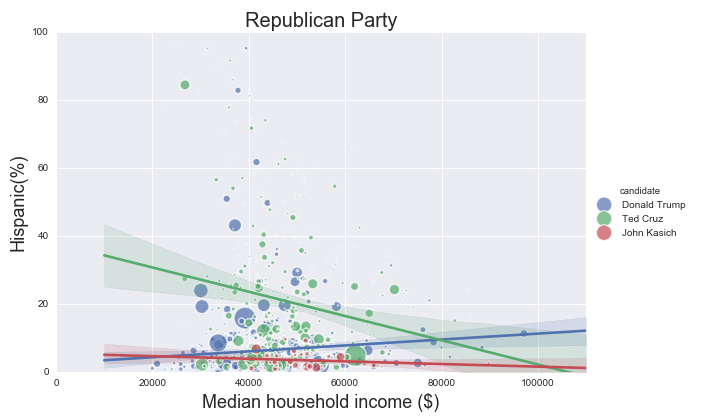 Republican Party
100
80
60
40
20
0
Hispanic(%)
0 20000 40000 60000 80000 100000
Median household income ($)
candidate
Donald Trump
Ted Cruz
John Kasich